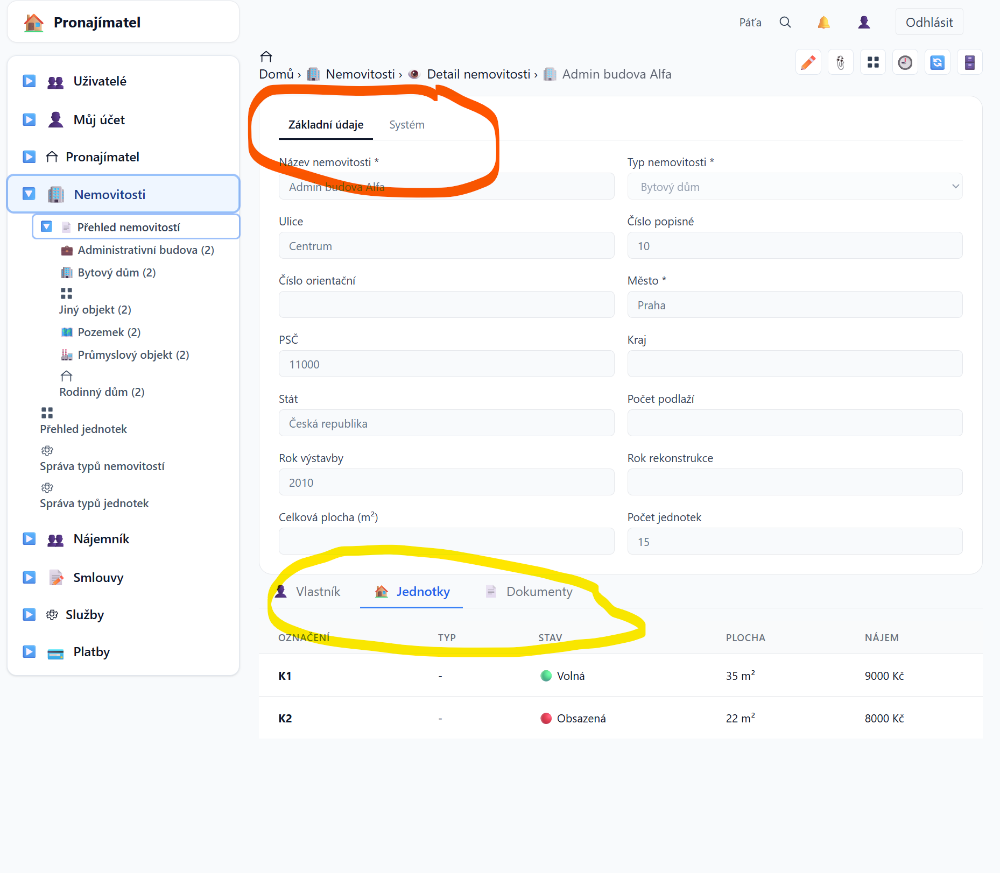 Pronajímatel
Páťa
Odhlásit
Domů › Nemovitosti › Detail nemovitosti › Admin budova Alfa
Uživatelé
Můj účet
Pronajímatel
Nemovitosti
Přehled nemovitostí
Administrativní budova (2)
Bytový dům (2)
Jiný objekt (2)
Pozemek (2)
Průmyslový objekt (2)
Rodinný dům (2)
Přehled jednotek
Správa typů nemovitostí
Správa typů jednotek
Nájemník
Smlouvy
Služby
Platby
Základní údaje Systém
Název nemovitosti * Typ nemovitosti *
Admin budova Alfa Bytový dům
Ulice Číslo popisné
Centrum 10
Číslo orientační Město *
Praha
PSČ Kraj
11000
Stát Počet podlaží
Česká republika
Rok výstavby Rok rekonstrukce
2010
Celková plocha (m²) Počet jednotek
15
Vlastník Jednotky Dokumenty
OZNAČENÍ TYP STAV PLOCHA NÁJEM
K1 - Volná 35 m² 9000 Kč
K2 - Obsazená 22 m² 8000 Kč